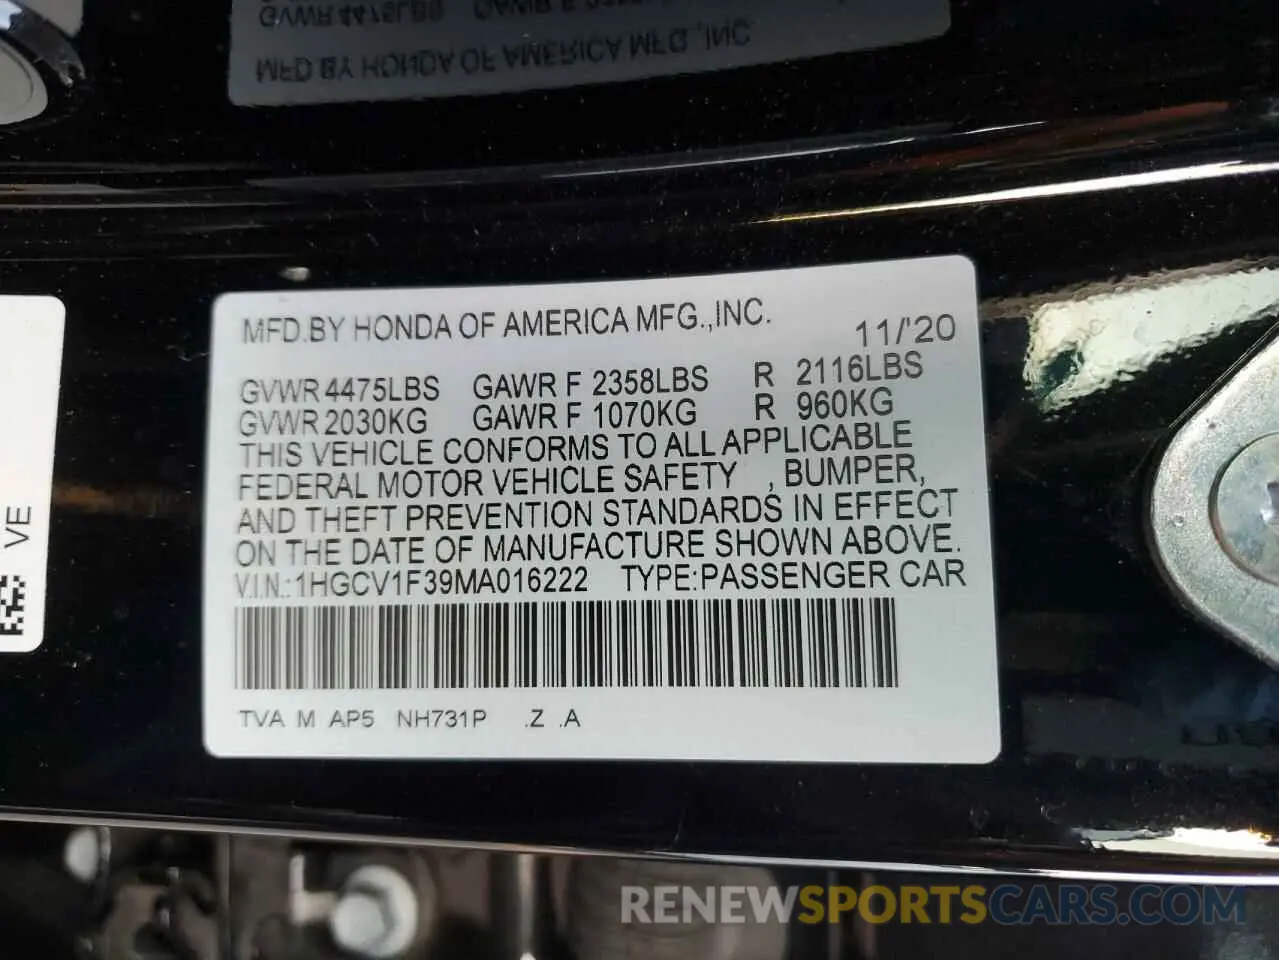 MFD BY HONDA OF AMERICA MFG.,INC
MFD.BY HONDA OF AMERICA MFG.,INC.
11/'20
GVWR 4475LBS GAWR F 2358LBS R 2116LBS
GVWR 2030KG GAWR F 1070KG R 960KG
THIS VEHICLE CONFORMS TO ALL APPLICABLE
FEDERAL MOTOR VEHICLE SAFETY , BUMPER,
AND THEFT PREVENTION STANDARDS IN EFFECT
ON THE DATE OF MANUFACTURE SHOWN ABOVE.
V.I.N.: 1HGCV1F39MA016222 TYPE:PASSENGER CAR
TVA M AP5 NH731P .Z .A
VE
RENEWSPORTSCARS.COM